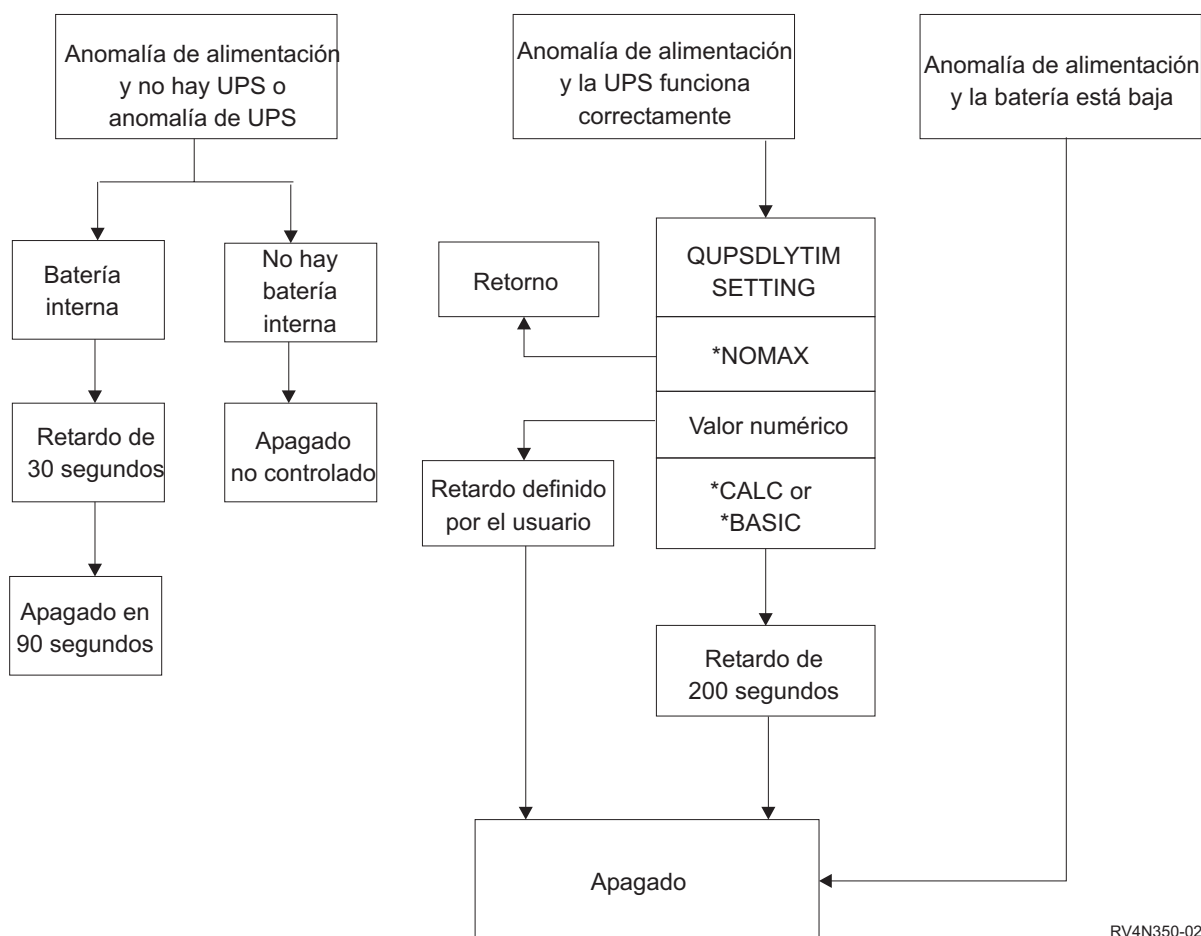 Anomalía de alimentación
y no hay UPS o
anomalía de UPS
Anomalía de alimentación
y la UPS funciona
correctamente
Anomalía de alimentación
y la batería está baja
Batería
interna
No hay
batería
interna
Retorno
QUPSDLYTIM
SETTING
*NOMAX
Valor numérico
*CALC or
*BASIC
Retardo de
30 segundos
Apagado
no controlado
Retardo definido
por el usuario
Apagado en
90 segundos
Retardo de
200 segundos
Apagado
RV4N350-02